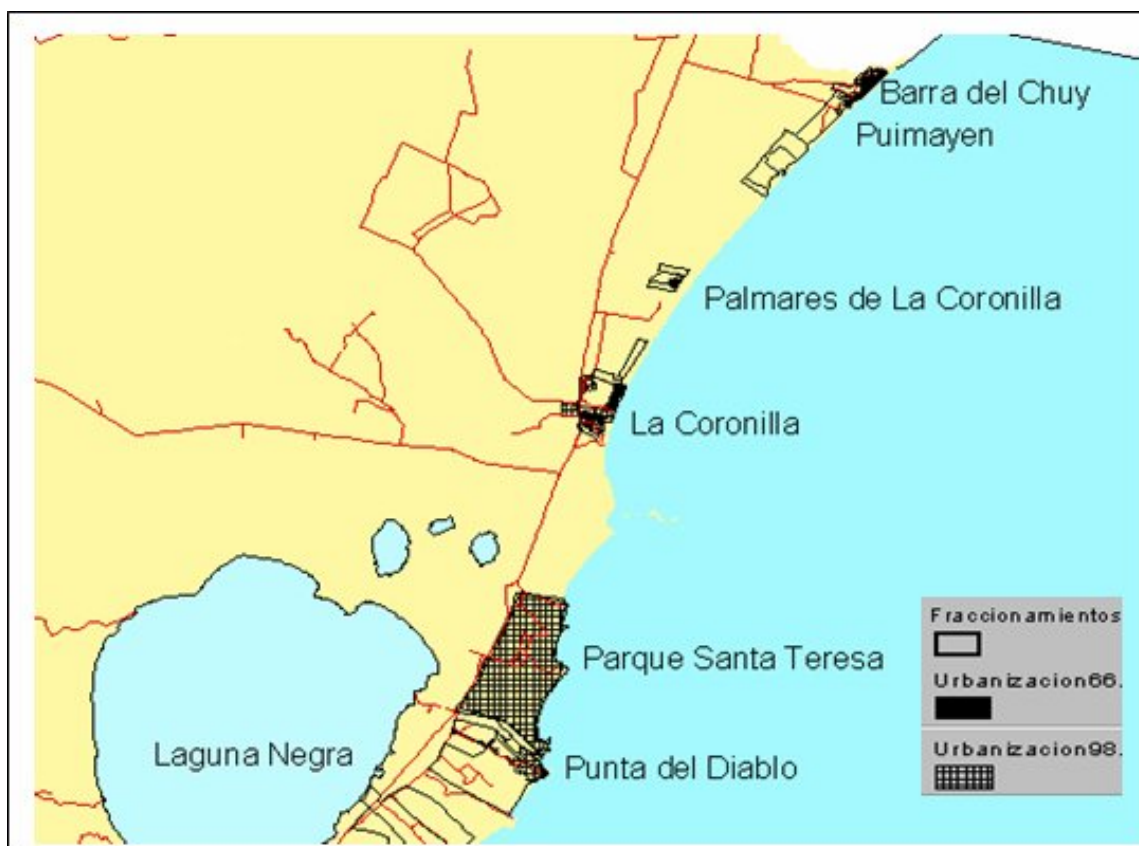 Barra del Chuy
Puimayen
Palmares de La Coronilla
La Coronilla
Parque Santa Teresa
Laguna Negra
Punta del Diablo
Fraccionamientos
Urbanizacion66.
Urbanizacion98.